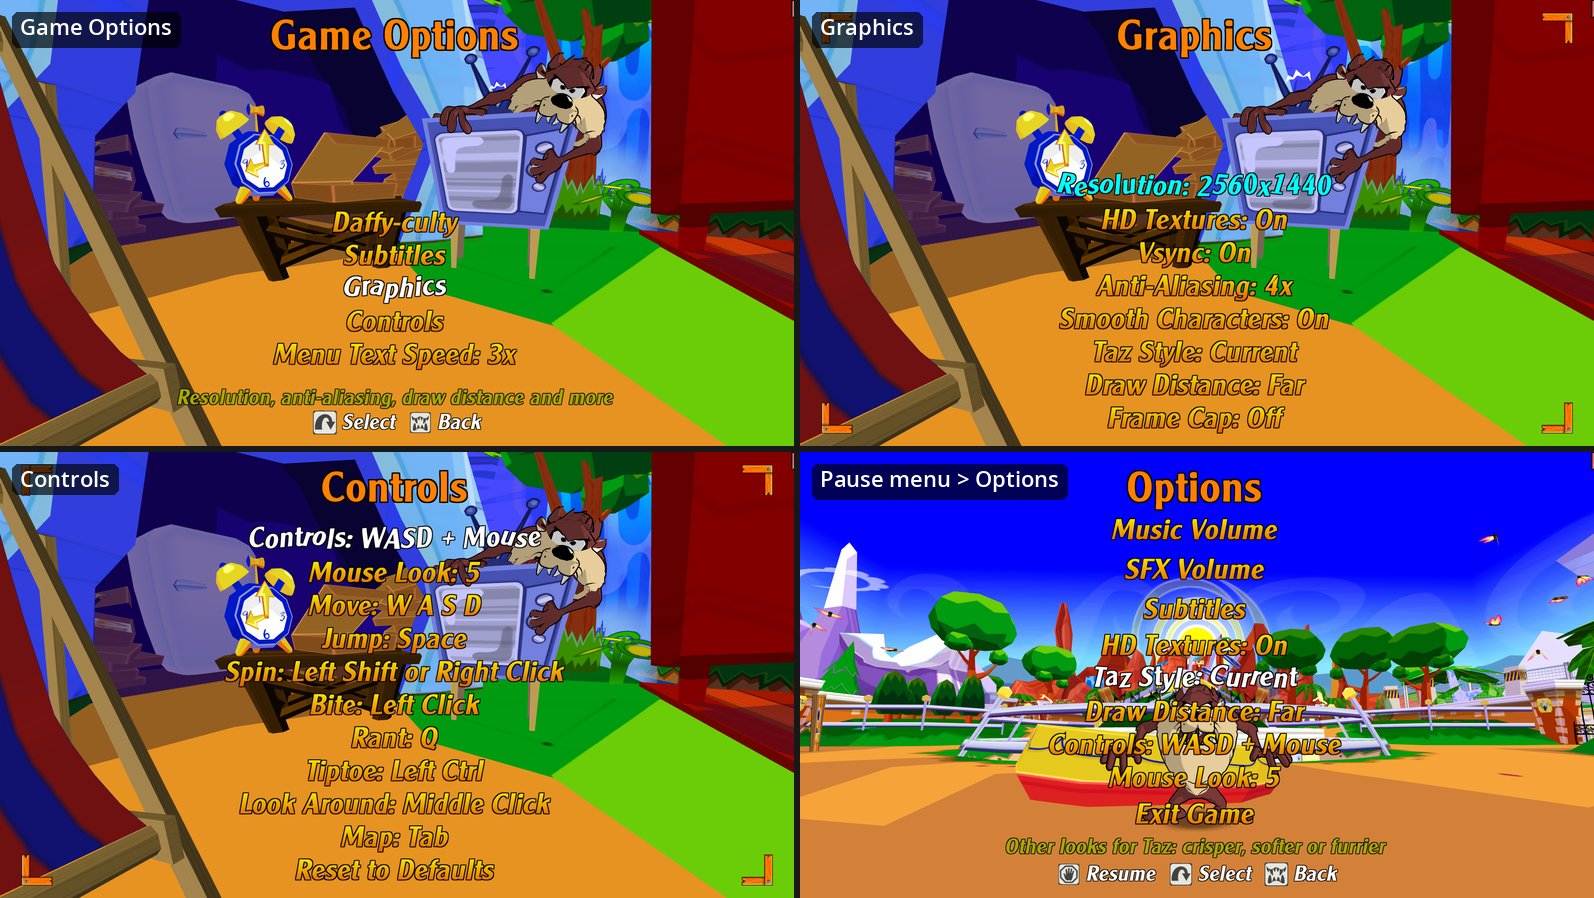 Game Options
Game Options
Daffy-culty
Subtitles
Graphics
Controls
Menu Text Speed: 3x
Resolution, anti-aliasing, draw distance and more
Select Back
Graphics
Graphics
Resolution: 2560x1440
HD Textures: On
Vsync: On
Anti-Aliasing: 4x
Smooth Characters: On
Taz Style: Current
Draw Distance: Far
Frame Cap: Off
Controls
Controls
Controls: WASD + Mouse
Mouse Look: 5
Move: W A S D
Jump: Space
Spin: Left Shift or Right Click
Bite: Left Click
Rant: Q
Tiptoe: Left Ctrl
Look Around: Middle Click
Map: Tab
Reset to Defaults
Pause menu > Options
Options
Music Volume
SFX Volume
Subtitles
HD Textures: On
Taz Style: Current
Draw Distance: Far
Controls: WASD + Mouse
Mouse Look: 5
Exit Game
Other looks for Taz: crisper, softer or furrier
Resume Select Back